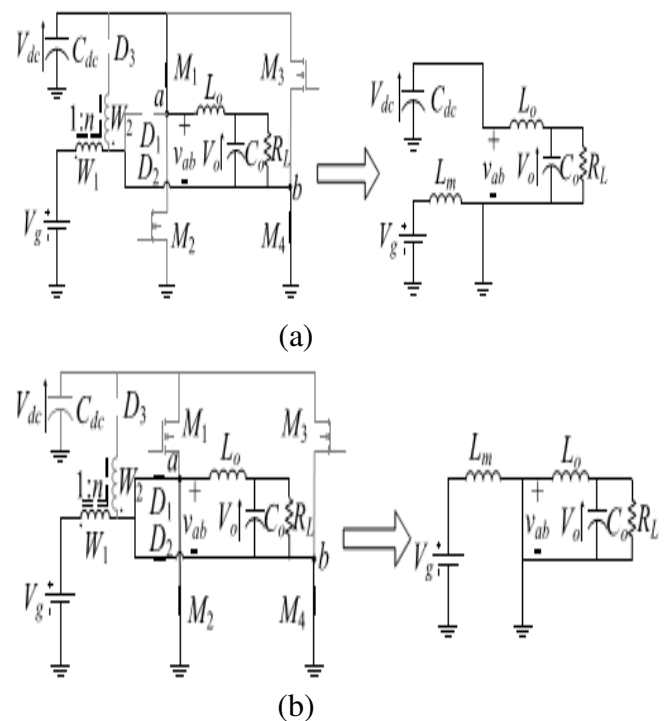 V_dc C_dc D_3 M_1 M_3
a L_o
1:n W_2 D_1 v_ab V_o C_o R_L
W_1 D_2 b
V_g M_2 M_4
V_dc C_dc L_o
L_m v_ab V_o C_o R_L
V_g
(a)
V_dc C_dc D_3 M_1 M_3
a L_o
1:n W_2 D_1 v_ab V_o C_o R_L
W_1 D_2 b
V_g M_2 M_4
L_m L_o
V_g v_ab V_o C_o R_L
(b)